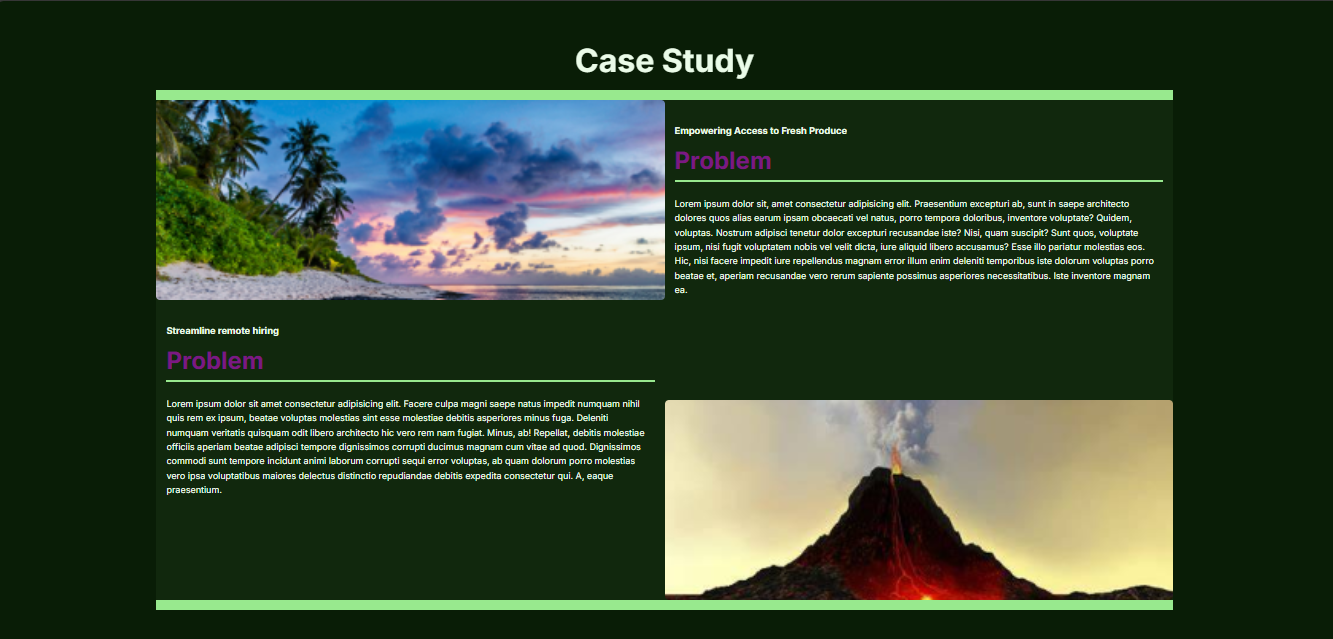 Case Study
Empowering Access to Fresh Produce
Problem
Lorem ipsum dolor sit, amet consectetur adipisicing elit. Praesentium excepturi ab, sunt in saepe architecto
dolores quos alias earum ipsam obcaecati vel natus, porro tempora doloribus, inventore voluptate? Quidem,
voluptas. Nostrum adipisci tenetur dolor excepturi recusandae iste? Nisi, quam suscipit? Sunt quos, voluptate
ipsum, nisi fugit voluptatem nobis vel velit dicta, iure aliquid libero accusamus? Esse illo pariatur molestias eos.
Hic, nisi facere impedit iure repellendus magnam error illum enim deleniti temporibus iste dolorum voluptas porro
beatae et, aperiam recusandae vero rerum sapiente possimus asperiores necessitatibus. Iste inventore magnam
ea.
Streamline remote hiring
Problem
Lorem ipsum dolor sit amet consectetur adipisicing elit. Facere culpa magni saepe natus impedit numquam nihil
quis rem ex ipsum, beatae voluptas molestias sint esse molestiae debitis asperiores minus fuga. Deleniti
numquam veritatis quisquam odit libero architecto hic vero rem nam fugiat. Minus, ab! Repellat, debitis molestiae
officiis aperiam beatae adipisci tempore dignissimos corrupti ducimus magnam cum vitae ad quod. Dignissimos
commodi sunt tempore incidunt animi laborum corrupti sequi error voluptas, ab quam dolorum porro molestias
vero ipsa voluptatibus maiores delectus distinctio repudiandae debitis expedita consectetur qui. A, eaque
praesentium.